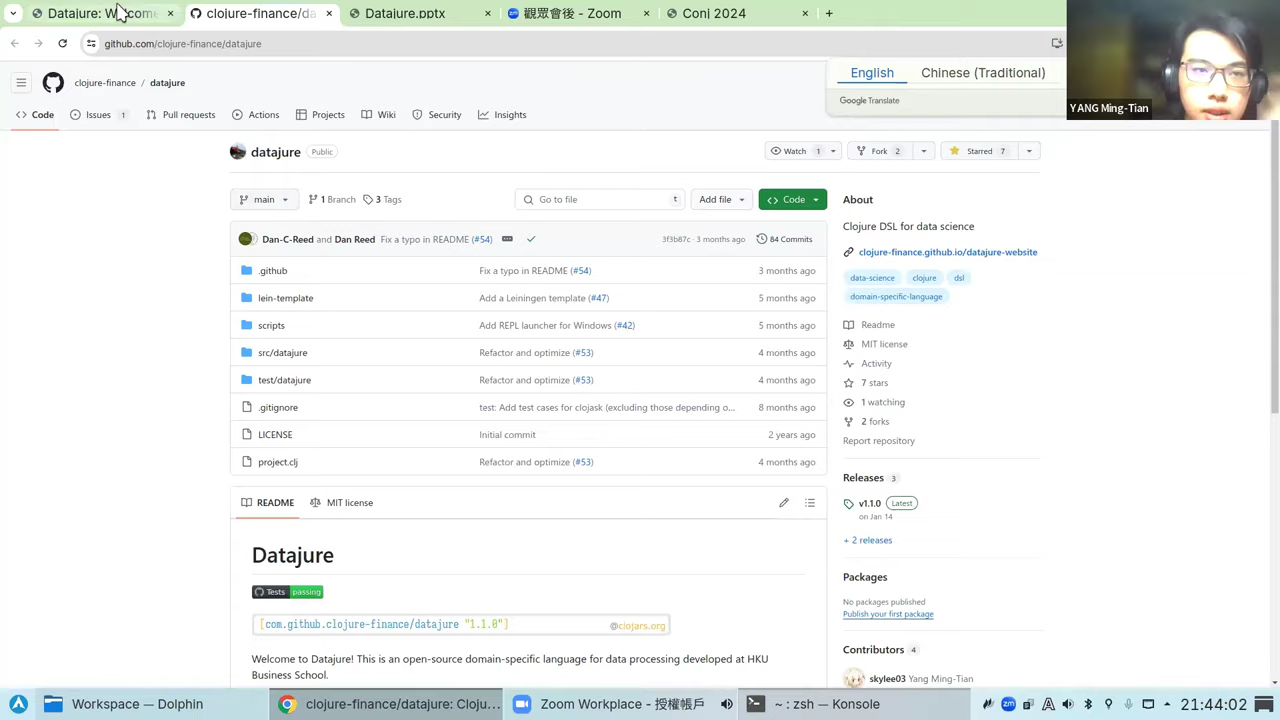 Datajure: Welcome
clojure-finance/da
Datajure.pptx
觀眾會後 - Zoom
Conj 2024
github.com/clojure-finance/datajure
English
Chinese (Traditional)
Google Translate
YANG Ming-Tian
clojure-finance / datajure
Code
Issues 1
Pull requests
Actions
Projects
Wiki
Security
Insights
datajure Public
Watch 1
Fork 2
Starred 7
main
1 Branch
3 Tags
Go to file t
Add file
Code
Dan-C-Reed and Dan Reed Fix a typo in README (#54) 3f3b87c · 3 months ago 84 Commits
.github Fix a typo in README (#54) 3 months ago
lein-template Add a Leiningen template (#47) 5 months ago
scripts Add REPL launcher for Windows (#42) 5 months ago
src/datajure Refactor and optimize (#53) 4 months ago
test/datajure Refactor and optimize (#53) 4 months ago
.gitignore test: Add test cases for clojask (excluding those depending o... 8 months ago
LICENSE Initial commit 2 years ago
project.clj Refactor and optimize (#53) 4 months ago
README
MIT license
Datajure
Tests passing
[com.github.clojure-finance/datajure "1.1.0"] @clojars.org
Welcome to Datajure! This is an open-source domain-specific language for data processing developed at HKU
Business School.
About
Clojure DSL for data science
clojure-finance.github.io/datajure-website
data-science clojure dsl
domain-specific-language
Readme
MIT license
Activity
7 stars
1 watching
2 forks
Report repository
Releases 3
v1.1.0 Latest
on Jan 14
+ 2 releases
Packages
No packages published
Publish your first package
Contributors 4
skylee03 Yang Ming-Tian
Workspace — Dolphin
clojure-finance/datajure: Cloju...
Zoom Workplace - 授權帳戶
~ : zsh — Konsole
21:44:02